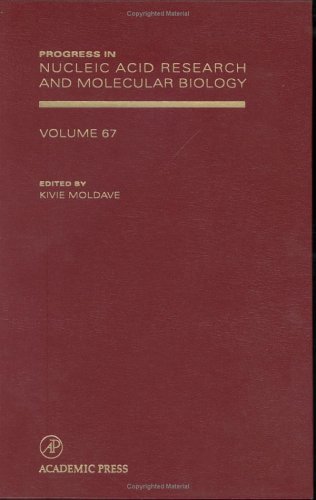 Copyrighted Material
PROGRESS IN
NUCLEIC ACID RESEARCH
AND MOLECULAR BIOLOGY
VOLUME 67
EDITED BY
KIVIE MOLDAVE
AP
ACADEMIC PRESS
Copyrighted Material